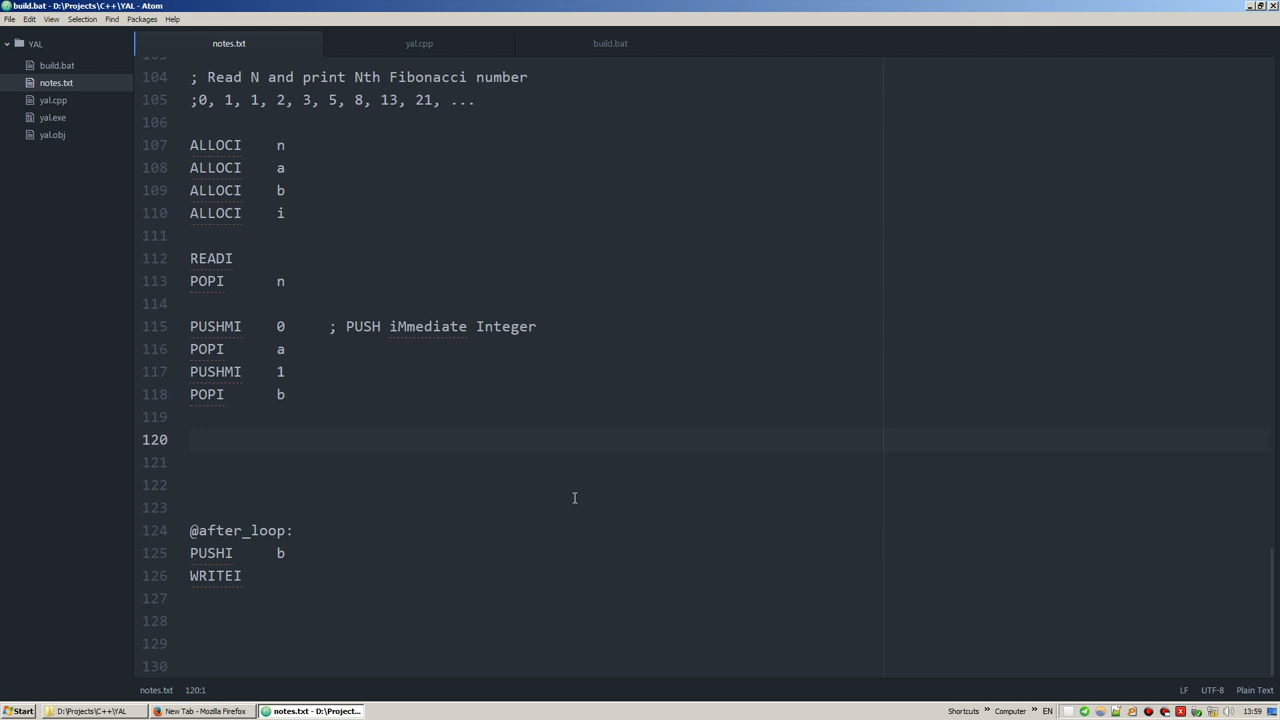 build.bat - D:\Projects\C++\YAL - Atom
File Edit View Selection Find Packages Help
YAL
build.bat
notes.txt
yal.cpp
yal.exe
yal.obj
notes.txt yal.cpp build.bat
104 ; Read N and print Nth Fibonacci number
105 ;0, 1, 1, 2, 3, 5, 8, 13, 21, ...
106
107 ALLOCI n
108 ALLOCI a
109 ALLOCI b
110 ALLOCI i
111
112 READI
113 POPI n
114
115 PUSHMI 0 ; PUSH iMmediate Integer
116 POPI a
117 PUSHMI 1
118 POPI b
119
120
121
122
123
124 @after_loop:
125 PUSHI b
126 WRITEI
127
128
129
130
notes.txt 120:1 LF UTF-8 Plain Text
Start D:\Projects\C++\YAL New Tab - Mozilla Firefox notes.txt - D:\Project... Shortcuts » Computer » EN 13:59